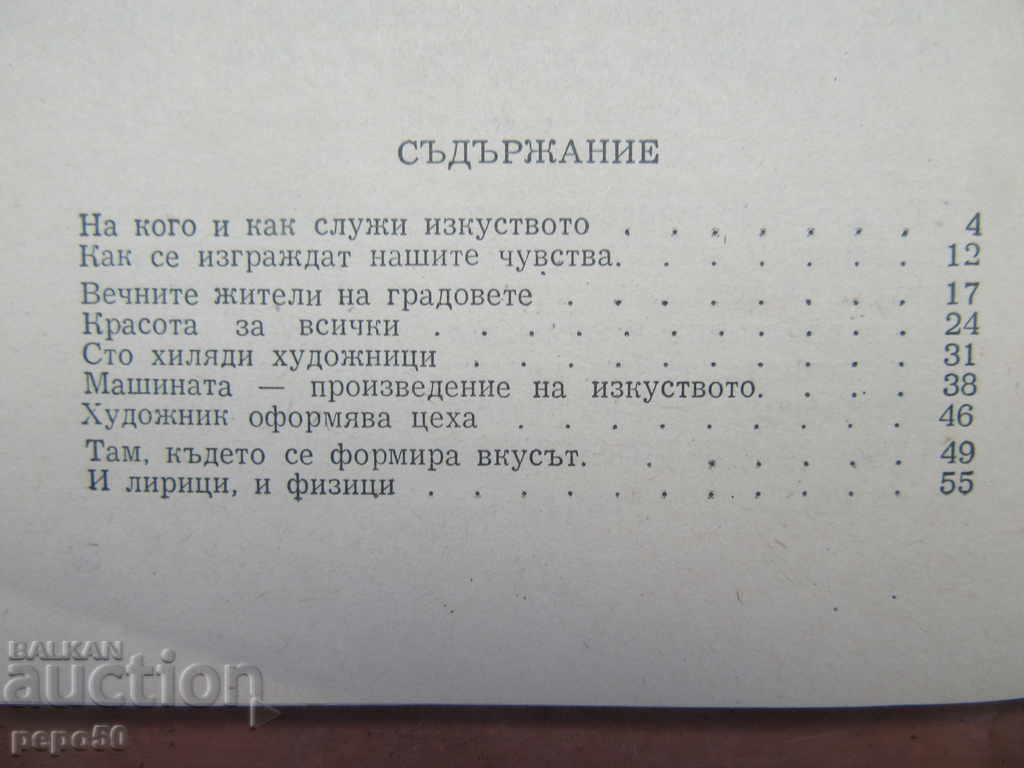 СЪДЪРЖАНИЕ
На кого и как служи изкуството . . . . . . . 4
Как се изграждат нашите чувства. . . . . . . 12
Вечните жители на градовете . . . . . . . . 17
Красота за всички . . . . . . . . . . . 24
Сто хиляди художници . . . . . . . . . . 31
Машината — произведение на изкуството. . . . 38
Художник оформява цеха . . . . . . . . . 46
Там, където се формира вкусът. . . . . . . 49
И лирици, и физици . . . . . . . . . . . 55
BALKAN
auction
pepo50